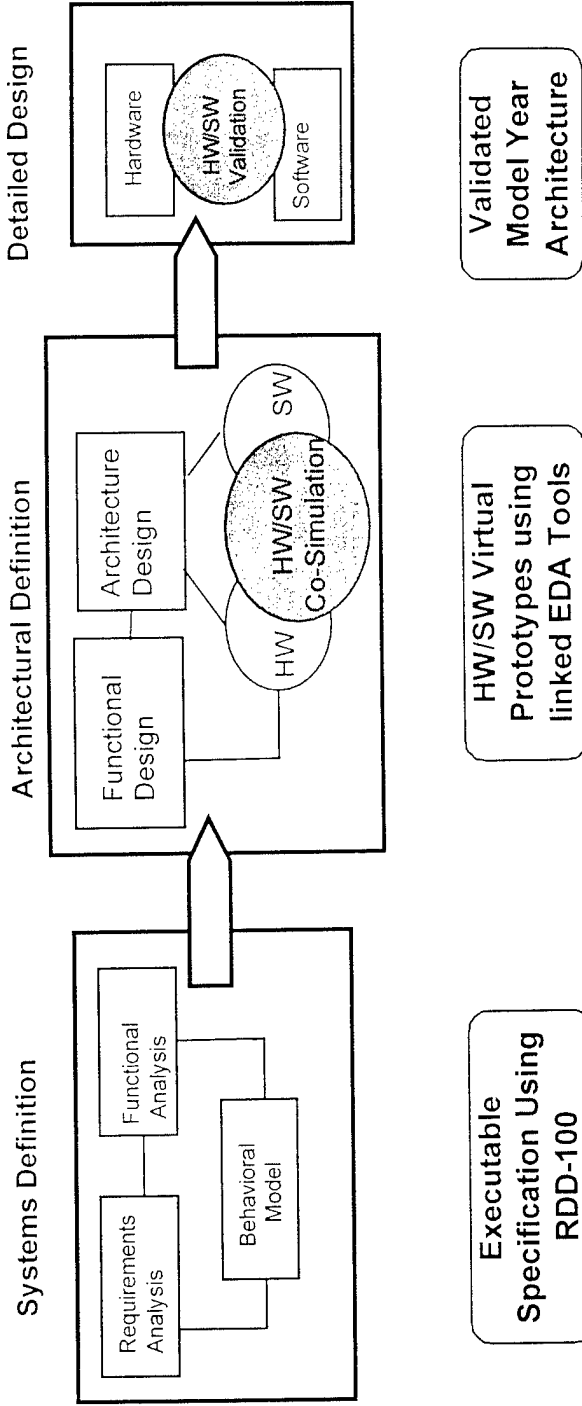 Systems Definition
Requirements
Analysis
Functional
Analysis
Behavioral
Model
Executable
Specification Using
RDD-100
Architectural Definition
Functional
Design
Architecture
Design
HW
HW/SW
Co-Simulation
SW
HW/SW Virtual
Prototypes using
linked EDA Tools
Detailed Design
Hardware
HW/SW
Validation
Software
Validated
Model Year
Architecture